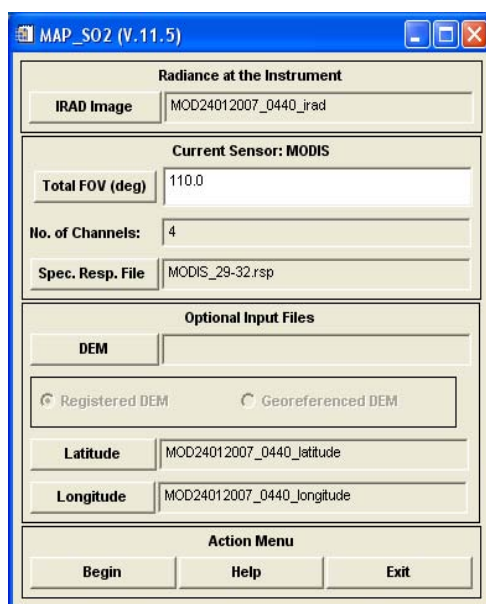 MAP_SO2 (V.11.5)
Radiance at the Instrument
IRAD Image MOD24012007_0440_irad
Current Sensor: MODIS
Total FOV (deg) 110.0
No. of Channels: 4
Spec. Resp. File MODIS_29-32.rsp
Optional Input Files
DEM
Registered DEM Georeferenced DEM
Latitude MOD24012007_0440_latitude
Longitude MOD24012007_0440_longitude
Action Menu
Begin Help Exit